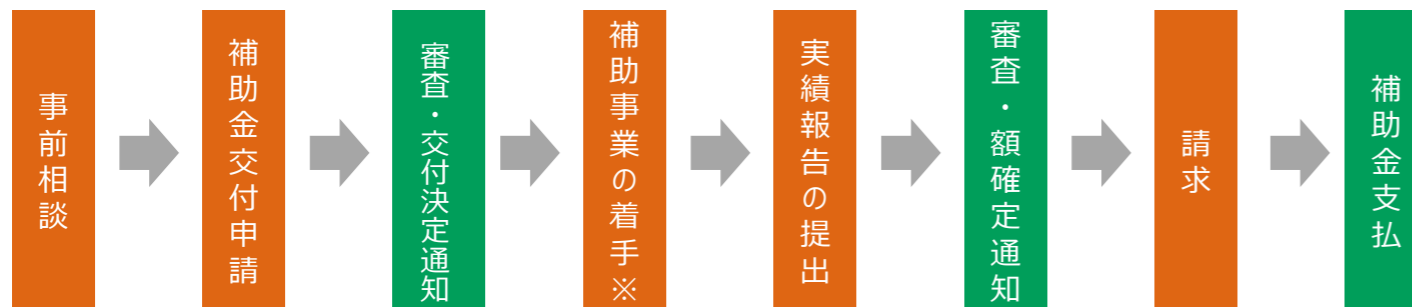 事前相談
補助金交付申請
審査・交付決定通知
補助事業の着手※
実績報告の提出
審査・額確定通知
請求
補助金支払